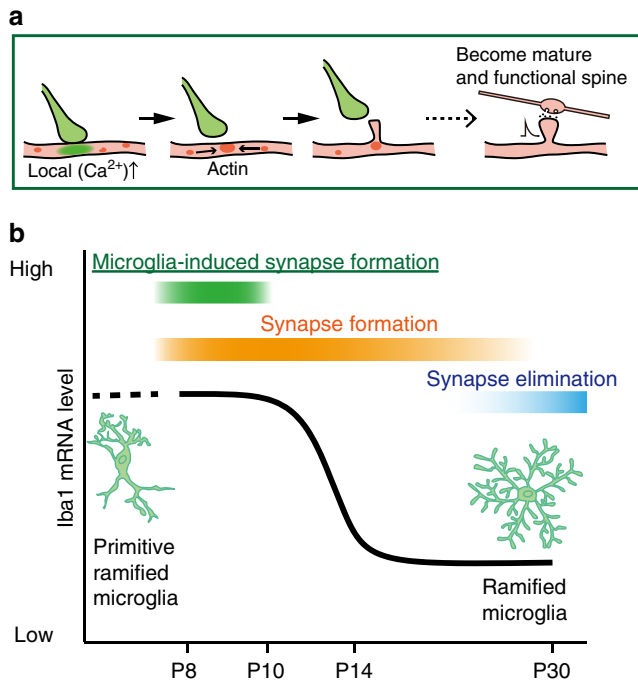 a
Become mature
and functional spine
Local (Ca²⁺)↑
Actin
b
High
Microglia-induced synapse formation
Synapse formation
Synapse elimination
Iba1 mRNA level
Primitive
ramified
microglia
Ramified
microglia
Low
P8
P10
P14
P30